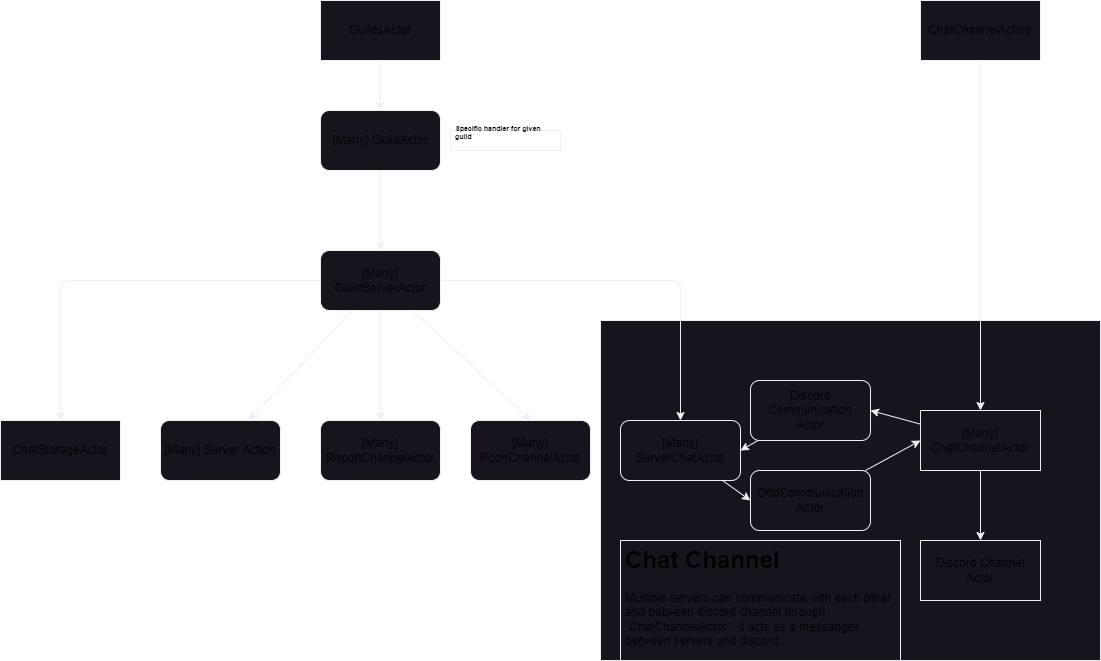 GuildsActor
ChatChannelActors
[Many] GuildActor
Specific handler for given
guild
[Many]
GuildServerActor
ChatStorageActor
[Many] Server Action
[Many]
ReportChannelActor
[Many]
RconChannelActor
[Many]
ServerChatActor
Discord
Communication
Actor
OttdCommunication
Actor
[Many]
ChatChannelActor
Discord Channel
Actor
Chat Channel
Multiple servers can communicate with each other
and between discord channel through
`ChatChannelActor`. It acts as a messanger
between servers and discord